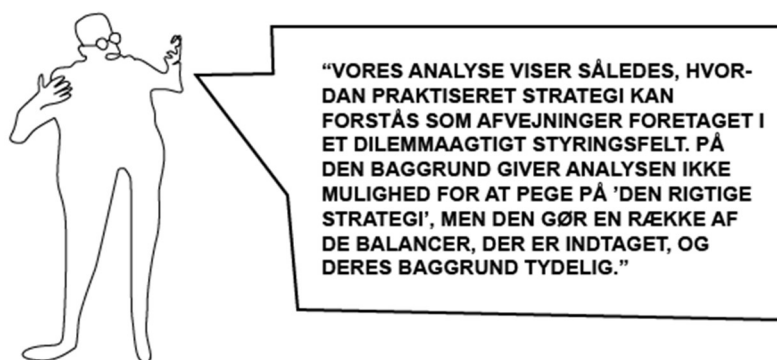 “VORES ANALYSE VISER SÅLEDES, HVOR-
DAN PRAKTISERET STRATEGI KAN
FORSTÅS SOM AFVEJNINGER FORETAGET I
ET DILEMMAAGTIGT STYRINGSFELT. PÅ
DEN BAGGRUND GIVER ANALYSEN IKKE
MULIGHED FOR AT PEGE PÅ ’DEN RIGTIGE
STRATEGI’, MEN DEN GØR EN RÆKKE AF
DE BALANCER, DER ER INDTAGET, OG
DERES BAGGRUND TYDELIG.”